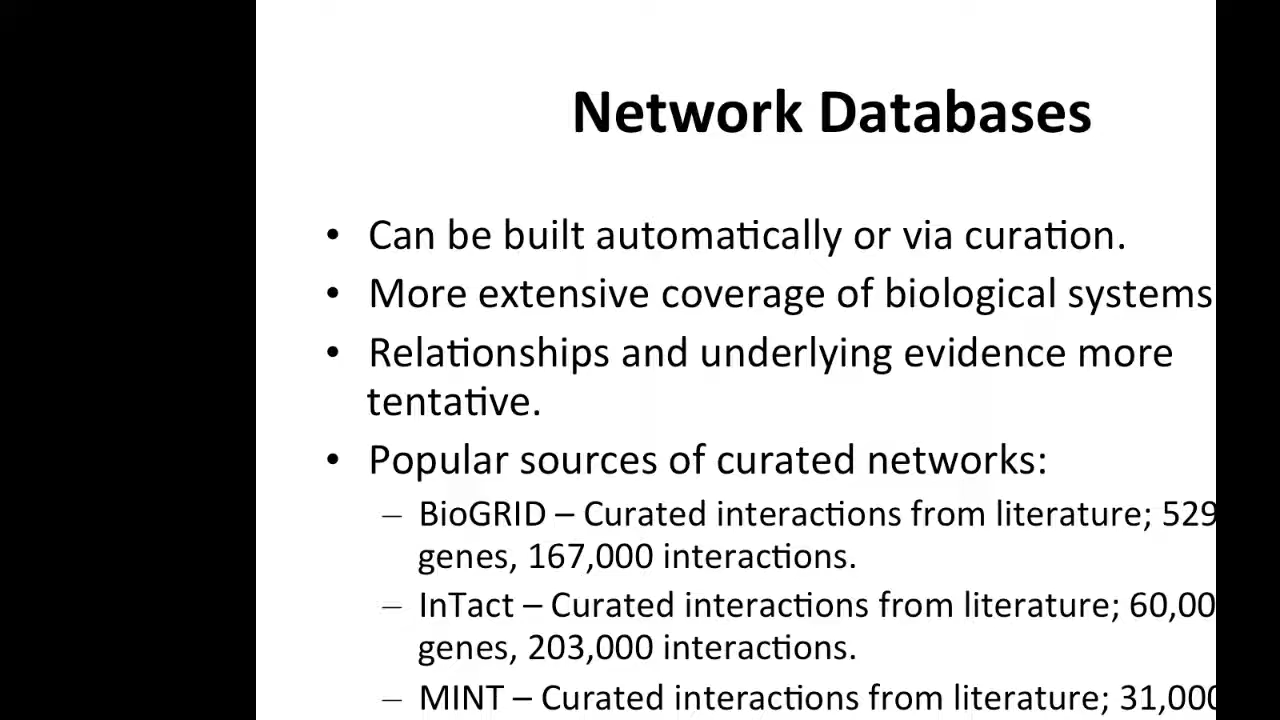 Network Databases
• Can be built automatically or via curation.
• More extensive coverage of biological systems
• Relationships and underlying evidence more
tentative.
• Popular sources of curated networks:
– BioGRID – Curated interactions from literature; 529
genes, 167,000 interactions.
– InTact – Curated interactions from literature; 60,00
genes, 203,000 interactions.
– MINT – Curated interactions from literature; 31,000